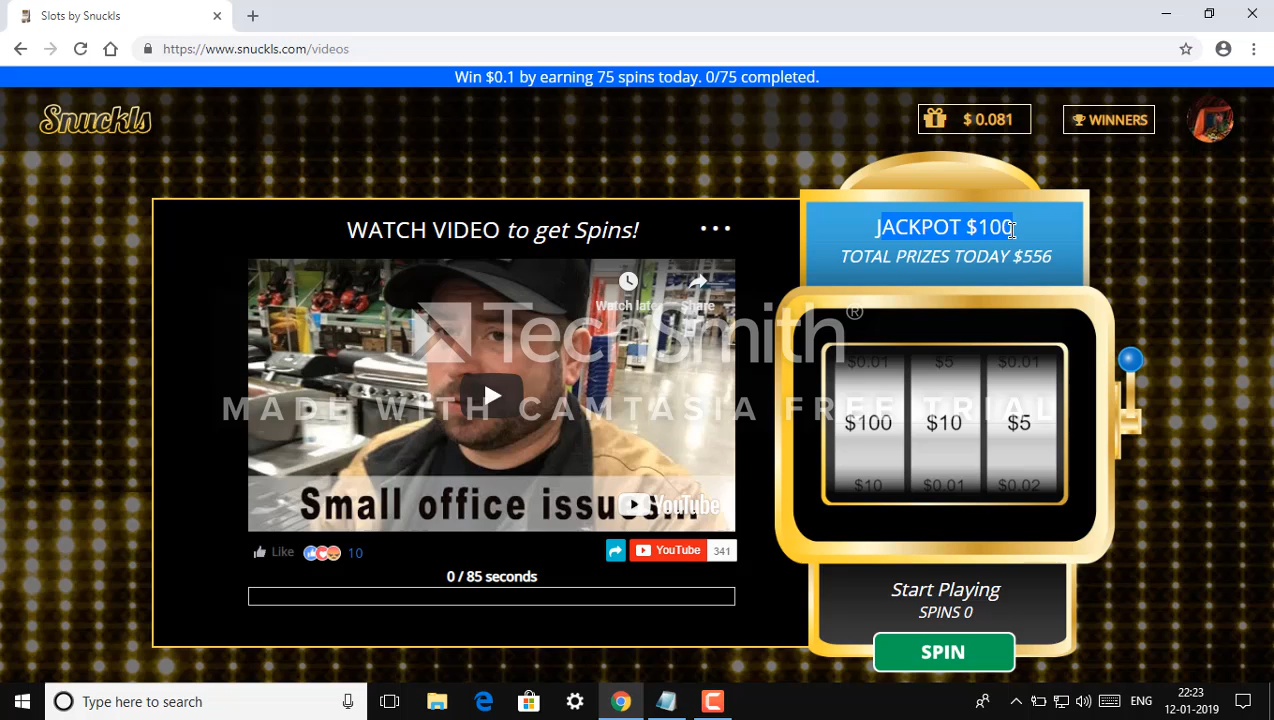 Slots by Snuckls
https://www.snuckls.com/videos
Win $0.1 by earning 75 spins today. 0/75 completed.
Snuckls
$ 0.081
WINNERS
WATCH VIDEO to get Spins!
JACKPOT $100
TOTAL PRIZES TODAY $556
Watch later
Share
TechSmith®
MADE WITH CAMTASIA FREE TRIAL
$0.01 $5 $0.01
$100 $10 $5
$10 $0.01 $0.02
Small office issues...
YouTube
Like 10
YouTube 341
0 / 85 seconds
Start Playing
SPINS 0
SPIN
Type here to search
ENG
22:23
12-01-2019